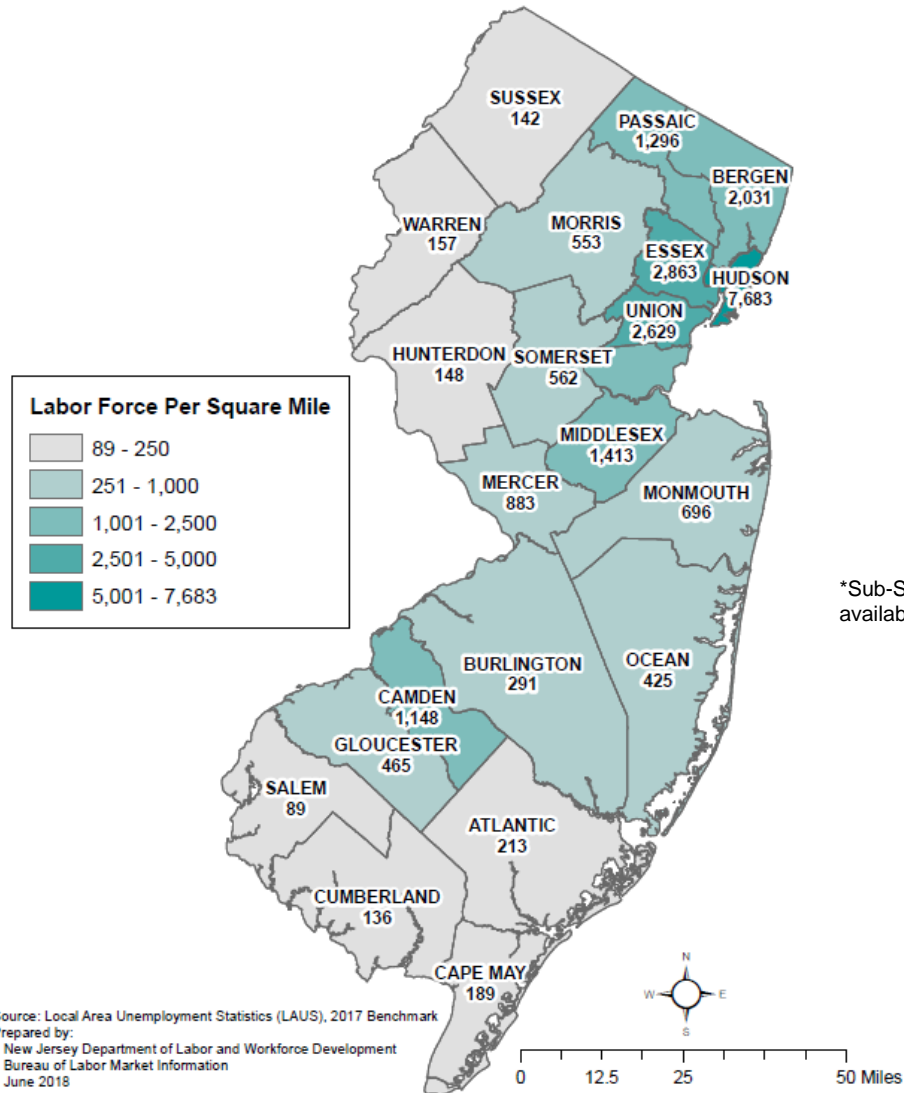 SUSSEX
142
PASSAIC
1,296
BERGEN
2,031
WARREN
157
MORRIS
553
ESSEX
2,863
HUDSON
7,683
UNION
2,629
HUNTERDON
148
SOMERSET
562
Labor Force Per Square Mile
89 - 250
251 - 1,000
1,001 - 2,500
2,501 - 5,000
5,001 - 7,683
MIDDLESEX
1,413
MERCER
883
MONMOUTH
696
*Sub-S
availab
BURLINGTON
291
OCEAN
425
CAMDEN
1,148
GLOUCESTER
465
SALEM
89
ATLANTIC
213
CUMBERLAND
136
CAPE MAY
189
N
W E
S
Source: Local Area Unemployment Statistics (LAUS), 2017 Benchmark
Prepared by:
New Jersey Department of Labor and Workforce Development
Bureau of Labor Market Information
June 2018
0 12.5 25 50 Miles